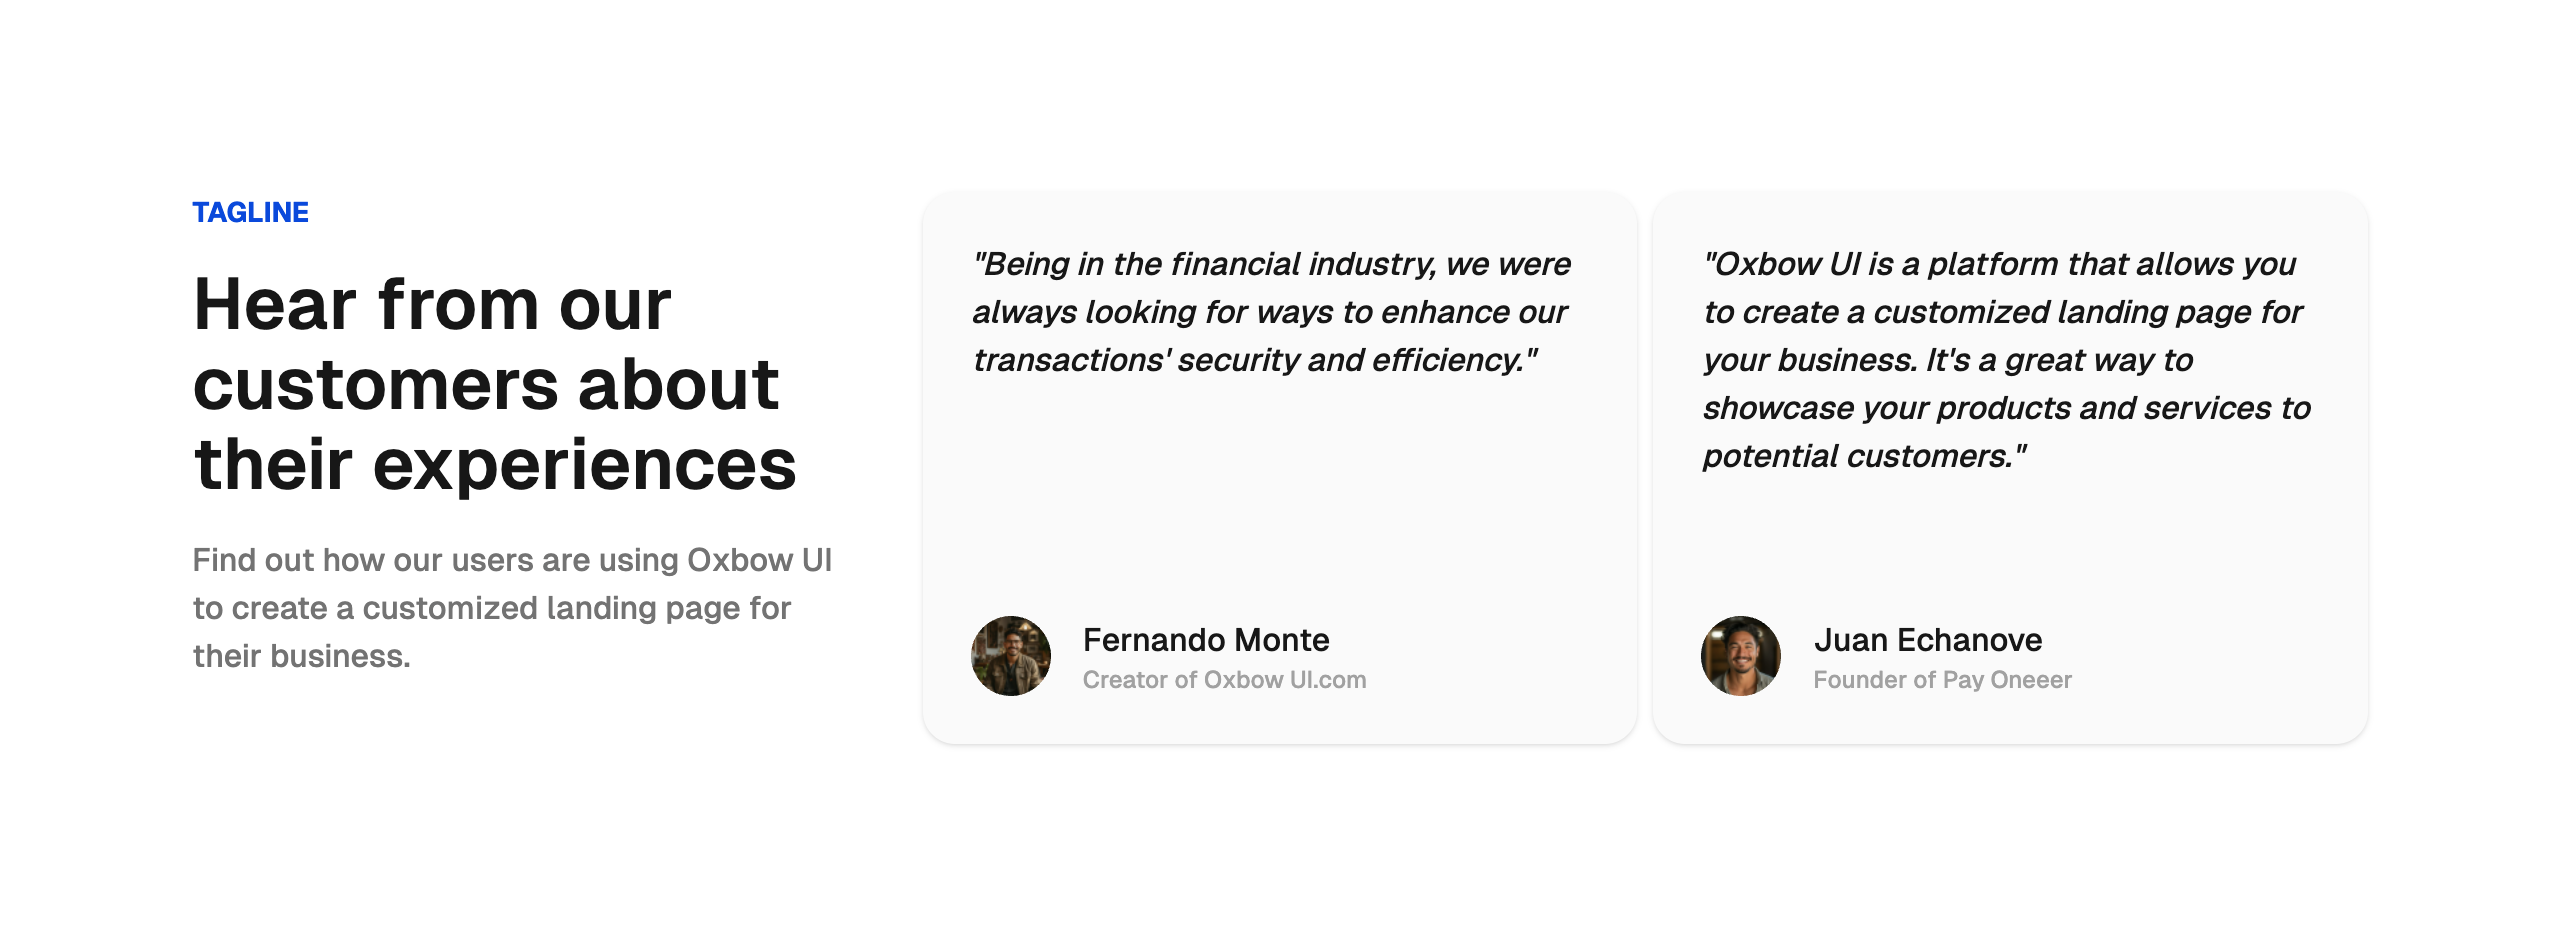 TAGLINE
Hear from our
customers about
their experiences
Find out how our users are using Oxbow UI
to create a customized landing page for
their business.
"Being in the financial industry, we were
always looking for ways to enhance our
transactions' security and efficiency."
Fernando Monte
Creator of Oxbow UI.com
"Oxbow UI is a platform that allows you
to create a customized landing page for
your business. It's a great way to
showcase your products and services to
potential customers."
Juan Echanove
Founder of Pay Oneeer